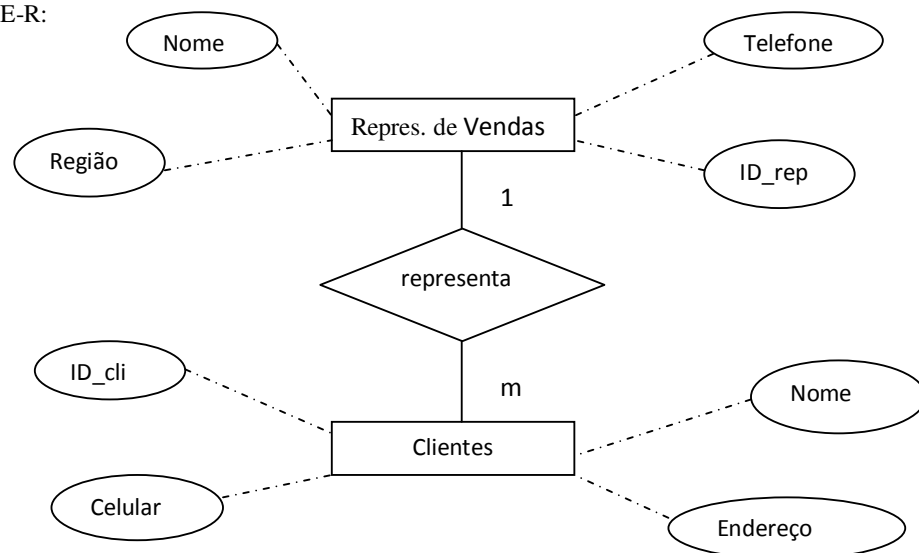 E-R:
Nome
Telefone
Repres. de Vendas
Região
ID_rep
1
representa
ID_cli
m
Nome
Clientes
Celular
Endereço